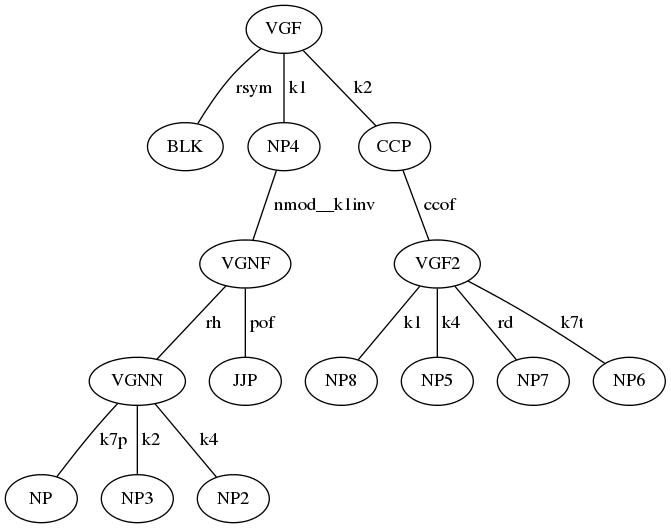 VGF
rsym k1 k2
BLK NP4 CCP
nmod__k1inv ccof
VGNF VGF2
rh pof k1 k4 rd k7t
VGNN JJP NP8 NP5 NP7 NP6
k7p k2 k4
NP NP3 NP2